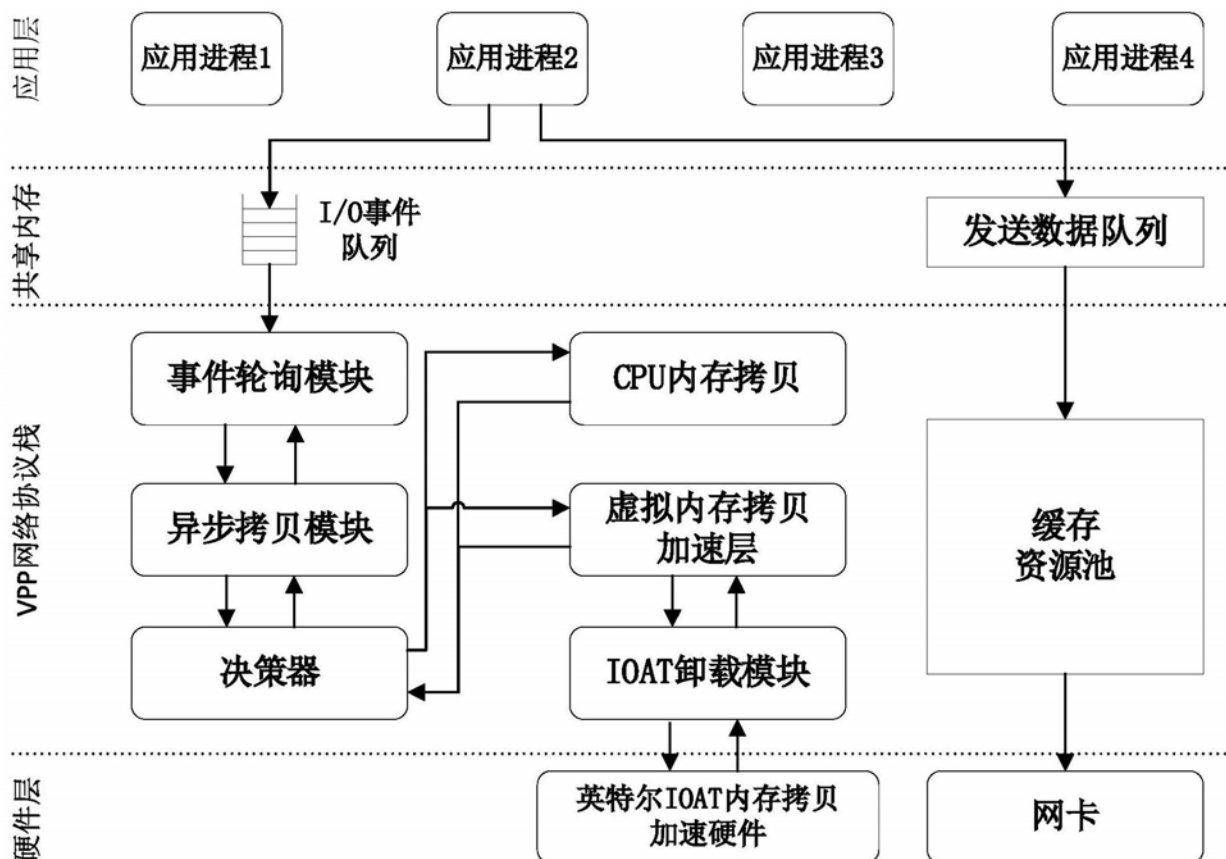 应用层
应用进程1
应用进程2
应用进程3
应用进程4
共享内存
I/O事件
队列
发送数据队列
VPP网络协议栈
事件轮询模块
CPU内存拷贝
异步拷贝模块
虚拟内存拷贝
加速层
缓存
资源池
决策器
IOAT卸载模块
硬件层
英特尔IOAT内存拷贝
加速硬件
网卡